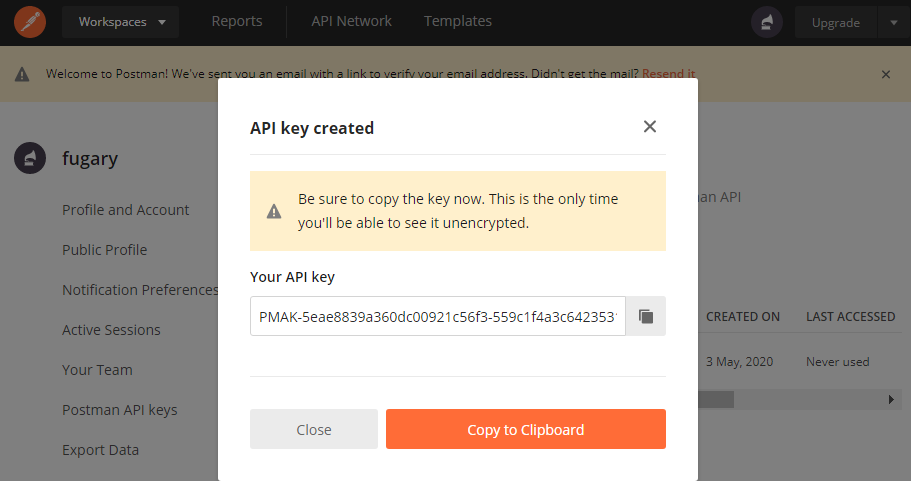 Workspaces Reports API Network Templates Upgrade
Welcome to Postman! We've sent you an email with a link to verify your email address. Didn't get the mail? Resend it
API key created
fugary
Be sure to copy the key now. This is the only time
you'll be able to see it unencrypted.
Profile and Account
Public Profile
Notification Preferences
Active Sessions
Your Team
Postman API keys
Export Data
Your API key
PMAK-5eae8839a360dc00921c56f3-559c1f4a3c6423531
Close
Copy to Clipboard
API
CREATED ON LAST ACCESSED
3 May, 2020 Never used